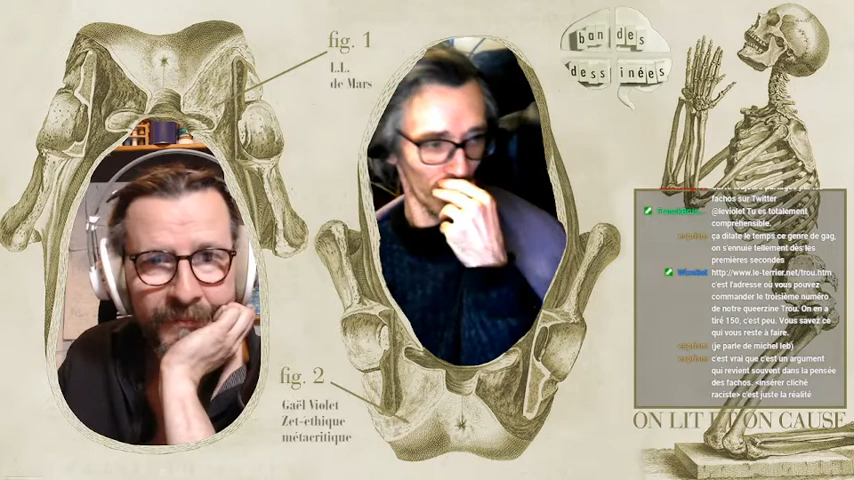 fig. 1
L.L.
de Mars
fig. 2
Gaël Violet
Zet-éthique
métacritique
bandes
dessinées
fachos sur Twitter
@leviolet Tu es totalement
compréhensible.
ça dilate le temps ce genre de gag,
on s'ennuie tellement dès les
premières secondes
http://www.le-terrier.net/trou.htm
c'est l'adresse où vous pouvez
commander le troisième numéro
de notre queerzine Trou. On en a
tiré 150, c'est peu. Vous savez ce
qui vous reste à faire.
(je parle de michel leb)
c'est vrai que c'est un argument
qui revient souvent dans la pensée
des fachos. <insérer cliché
raciste> c'est juste la réalité
ON LIT ET ON CAUSE